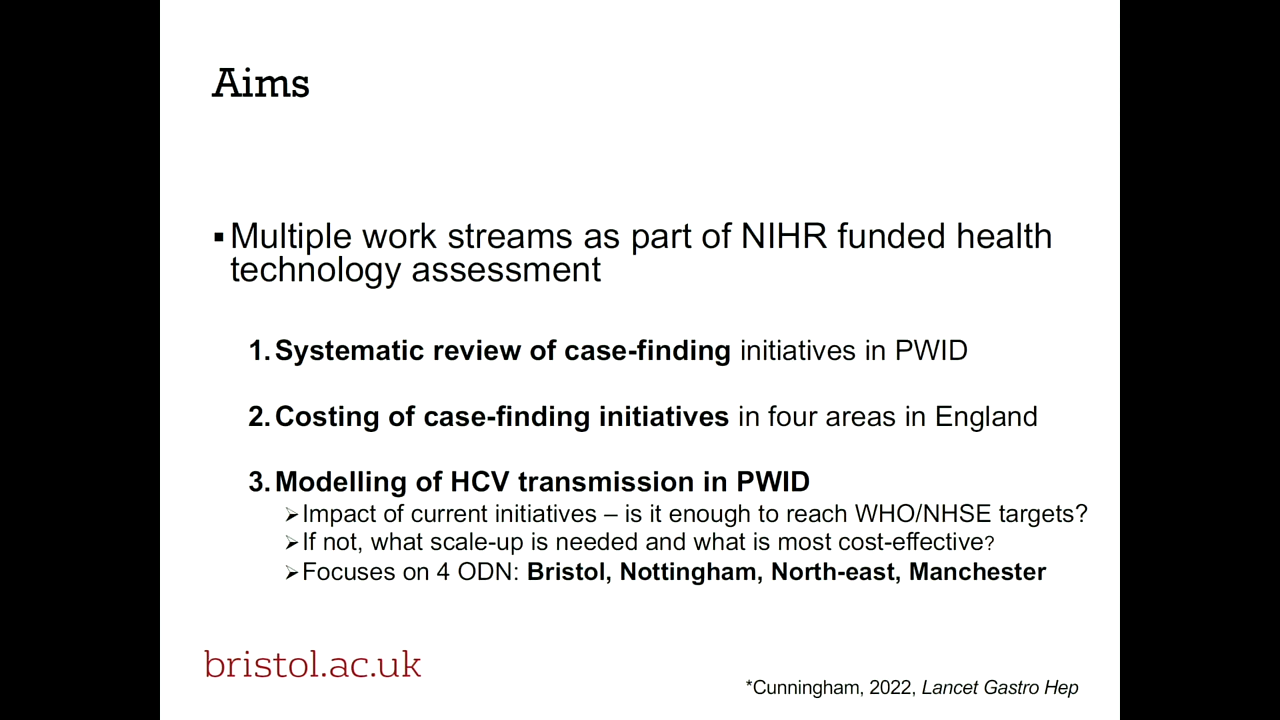 Aims
▪ Multiple work streams as part of NIHR funded health
technology assessment
1. Systematic review of case-finding initiatives in PWID
2. Costing of case-finding initiatives in four areas in England
3. Modelling of HCV transmission in PWID
➢ Impact of current initiatives – is it enough to reach WHO/NHSE targets?
➢ If not, what scale-up is needed and what is most cost-effective?
➢ Focuses on 4 ODN: Bristol, Nottingham, North-east, Manchester
bristol.ac.uk
*Cunningham, 2022, Lancet Gastro Hep